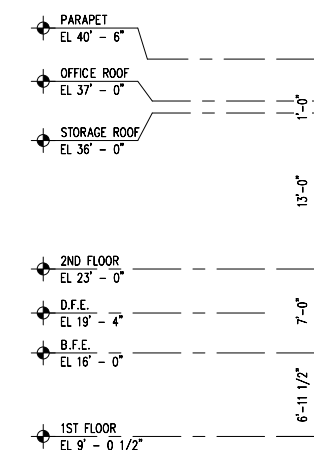 PARAPET
EL 40' - 6"
OFFICE ROOF
EL 37' - 0"
1'-0"
STORAGE ROOF
EL 36' - 0"
13'-0"
2ND FLOOR
EL 23' - 0"
D.F.E.
EL 19' - 4"
7'-0"
B.F.E.
EL 16' - 0"
6'-11 1/2"
1ST FLOOR
EL 9' - 0 1/2"